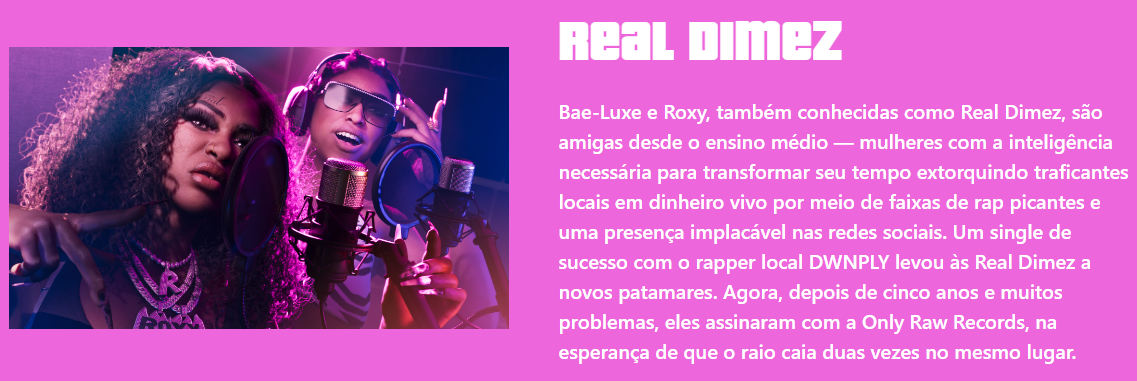 REAL DIMEZ
Bae-Luxe e Roxy, também conhecidas como Real Dimez, são
amigas desde o ensino médio — mulheres com a inteligência
necessária para transformar seu tempo extorquindo traficantes
locais em dinheiro vivo por meio de faixas de rap picantes e
uma presença implacável nas redes sociais. Um single de
sucesso com o rapper local DWNPLY levou às Real Dimez a
novos patamares. Agora, depois de cinco anos e muitos
problemas, eles assinaram com a Only Raw Records, na
esperança de que o raio caia duas vezes no mesmo lugar.